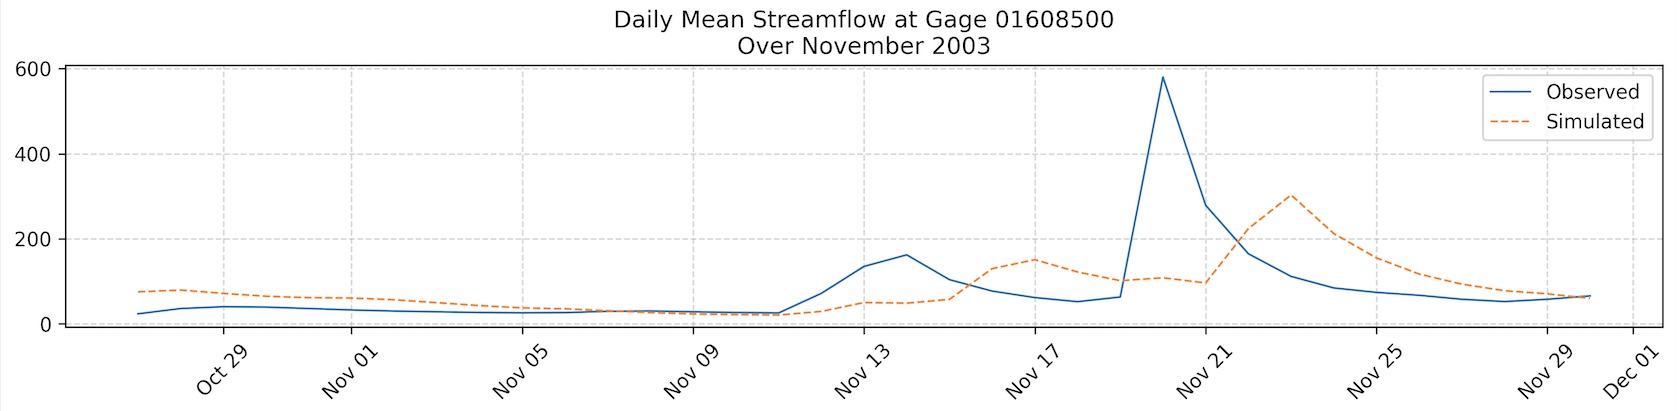 Daily Mean Streamflow at Gage 01608500
Over November 2003
600
400
200
0
Observed
Simulated
Oct 29
Nov 01
Nov 05
Nov 09
Nov 13
Nov 17
Nov 21
Nov 25
Nov 29
Dec 01